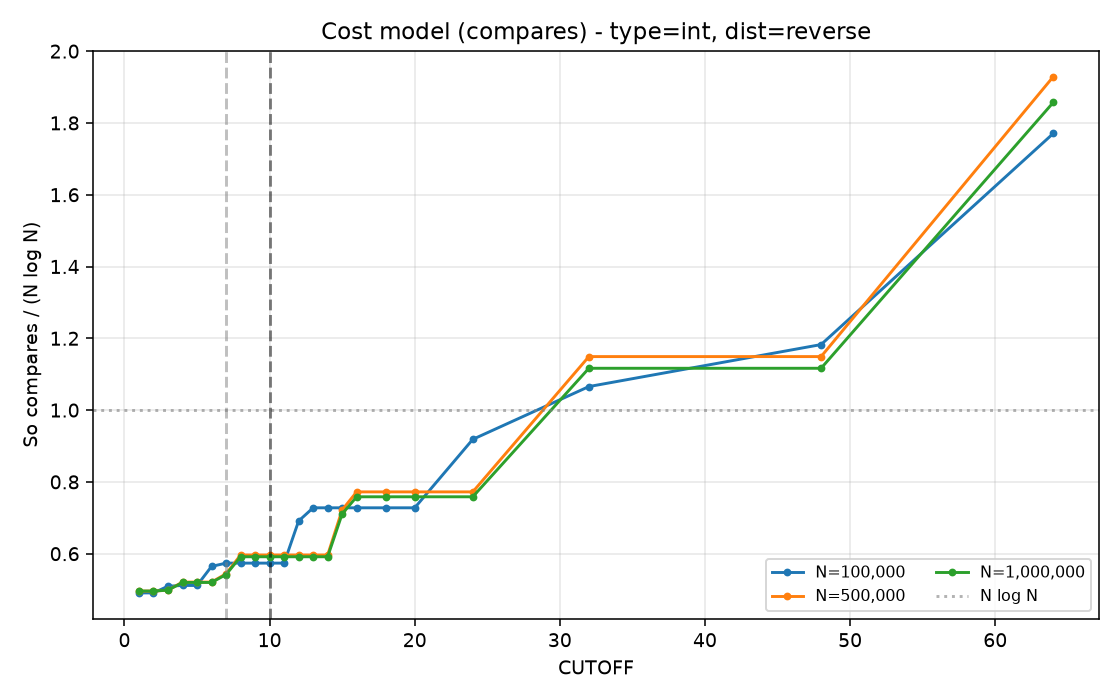 Cost model (compares) - type=int, dist=reverse
So compares / (N log N)
2.0
1.8
1.6
1.4
1.2
1.0
0.8
0.6
0 10 20 30 40 50 60
CUTOFF
N=100,000 N=1,000,000
N=500,000 N log N